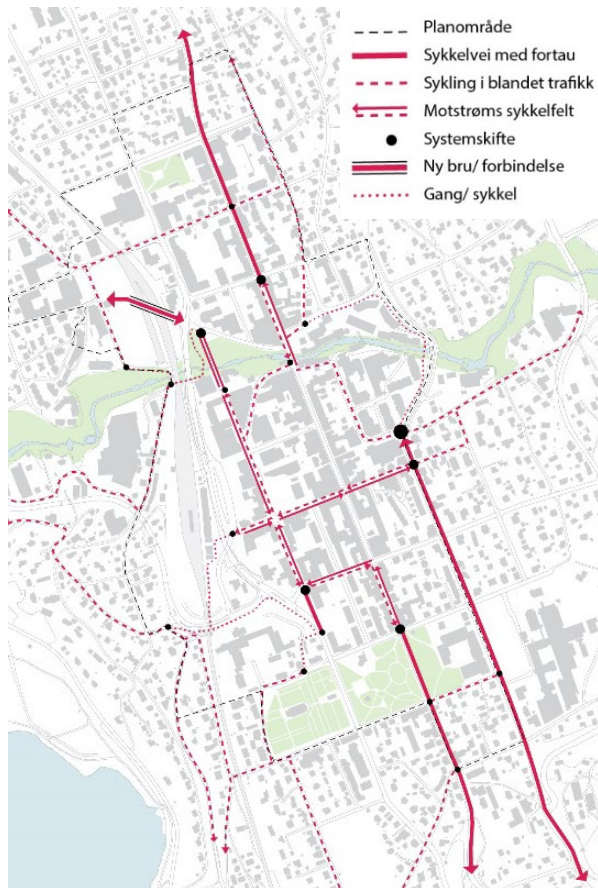 Planområde
Sykkelvei med fortau
Sykling i blandet trafikk
Motstrøms sykkelfelt
Systemskifte
Ny bru/ forbindelse
Gang/ sykkel